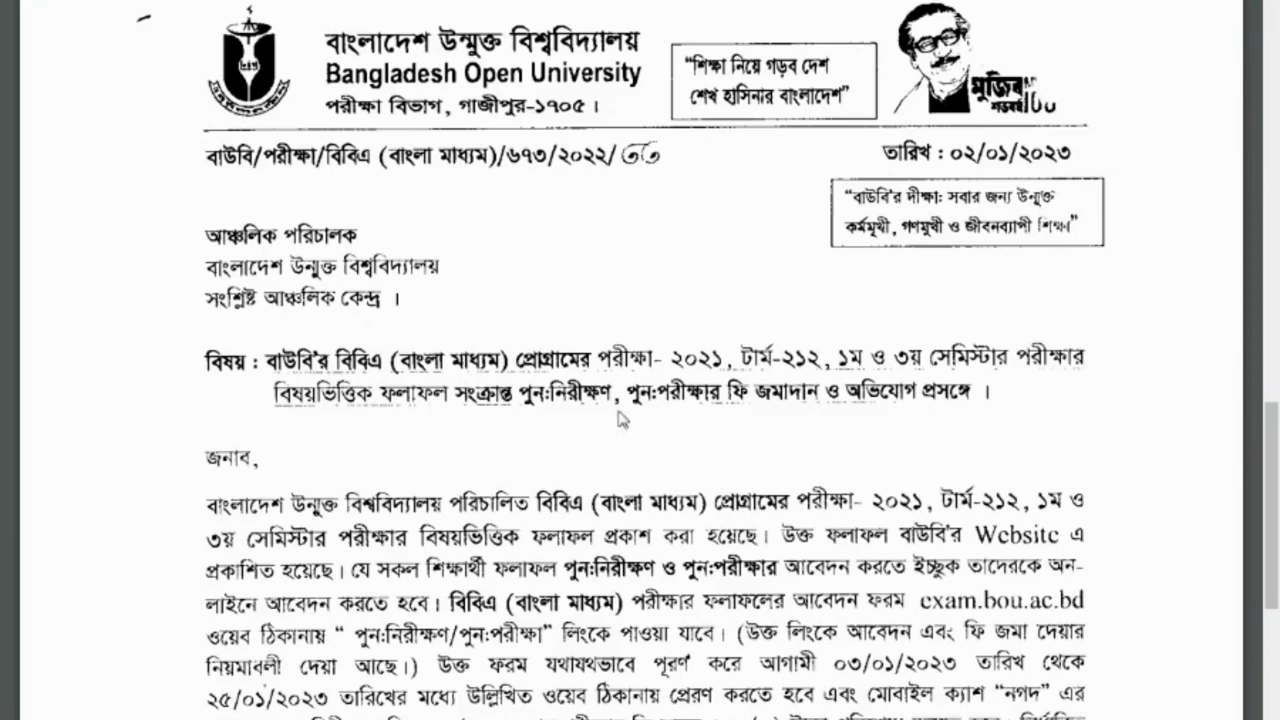 বাংলাদেশ উন্মুক্ত বিশ্ববিদ্যালয়
Bangladesh Open University
পরীক্ষা বিভাগ, গাজীপুর-১৭০৫ ।
“শিক্ষা নিয়ে গড়ব দেশ
শেখ হাসিনার বাংলাদেশ”
মুজিব
শতবর্ষ
বাউবি/পরীক্ষা/বিবিএ (বাংলা মাধ্যম)/৬৭৩/২০২২/
তারিখ : ০২/০১/২০২৩
“বাউবি'র দীক্ষা: সবার জন্য উন্মুক্ত
কর্মমুখী, গণমুখী ও জীবনব্যাপী শিক্ষা”
আঞ্চলিক পরিচালক
বাংলাদেশ উন্মুক্ত বিশ্ববিদ্যালয়
সংশ্লিষ্ট আঞ্চলিক কেন্দ্র ।
বিষয় : বাউবি'র বিবিএ (বাংলা মাধ্যম) প্রোগ্রামের পরীক্ষা- ২০২১, টার্ম-২১২, ১ম ও ৩য় সেমিস্টার পরীক্ষার
বিষয়ভিত্তিক ফলাফল সংক্রান্ত পুন:নিরীক্ষণ, পুন:পরীক্ষার ফি জমাদান ও অভিযোগ প্রসঙ্গে ।
জনাব,
বাংলাদেশ উন্মুক্ত বিশ্ববিদ্যালয় পরিচালিত বিবিএ (বাংলা মাধ্যম) প্রোগ্রামের পরীক্ষা- ২০২১, টার্ম-২১২, ১ম ও
৩য় সেমিস্টার পরীক্ষার বিষয়ভিত্তিক ফলাফল প্রকাশ করা হয়েছে। উক্ত ফলাফল বাউবি'র Website এ
প্রকাশিত হয়েছে। যে সকল শিক্ষার্থী ফলাফল পুন:নিরীক্ষণ ও পুন:পরীক্ষার আবেদন করতে ইচ্ছুক তাদেরকে অন-
লাইনে আবেদন করতে হবে। বিবিএ (বাংলা মাধ্যম) পরীক্ষার ফলাফলের আবেদন ফরম exam.bou.ac.bd
ওয়েব ঠিকানায় “ পুন:নিরীক্ষণ/পুন:পরীক্ষা” লিংকে পাওয়া যাবে। (উক্ত লিংকে আবেদন এবং ফি জমা দেয়ার
নিয়মাবলী দেয়া আছে।) উক্ত ফরম যথাযথভাবে পূরণ করে আগামী ০৩/০১/২০২৩ তারিখ থেকে
২৫/০১/২০২৩ তারিখের মধ্যে উল্লিখিত ওয়েব ঠিকানায় প্রেরণ করতে হবে এবং মোবাইল ক্যাশ “নগদ” এর